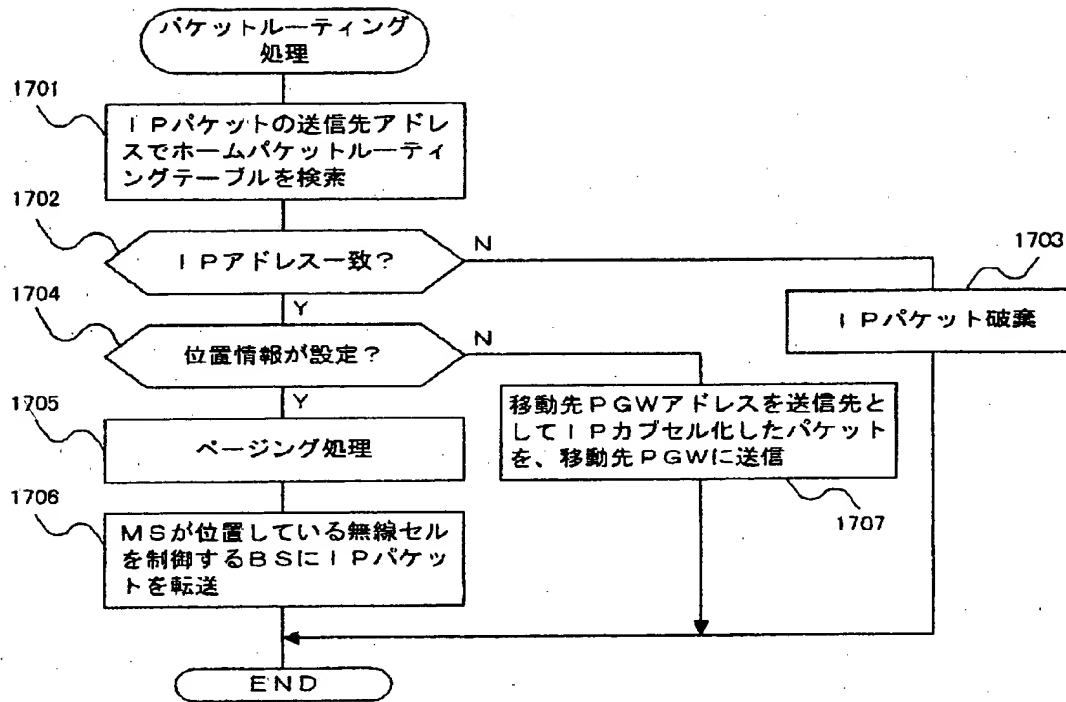 パケットルーティング
処理
1701
ＩＰパケットの送信先アドレ
スでホームパケットルーティ
ングテーブルを検索
1702
ＩＰアドレス一致？
N
Y
1703
ＩＰパケット破棄
1704
位置情報が設定？
N
Y
1705
ページング処理
移動先ＰＧＷアドレスを送信先と
してＩＰカプセル化したパケット
を、移動先ＰＧＷに送信
1707
1706
ＭＳが位置している無線セル
を制御するＢＳにＩＰパケッ
トを転送
ＥＮＤ